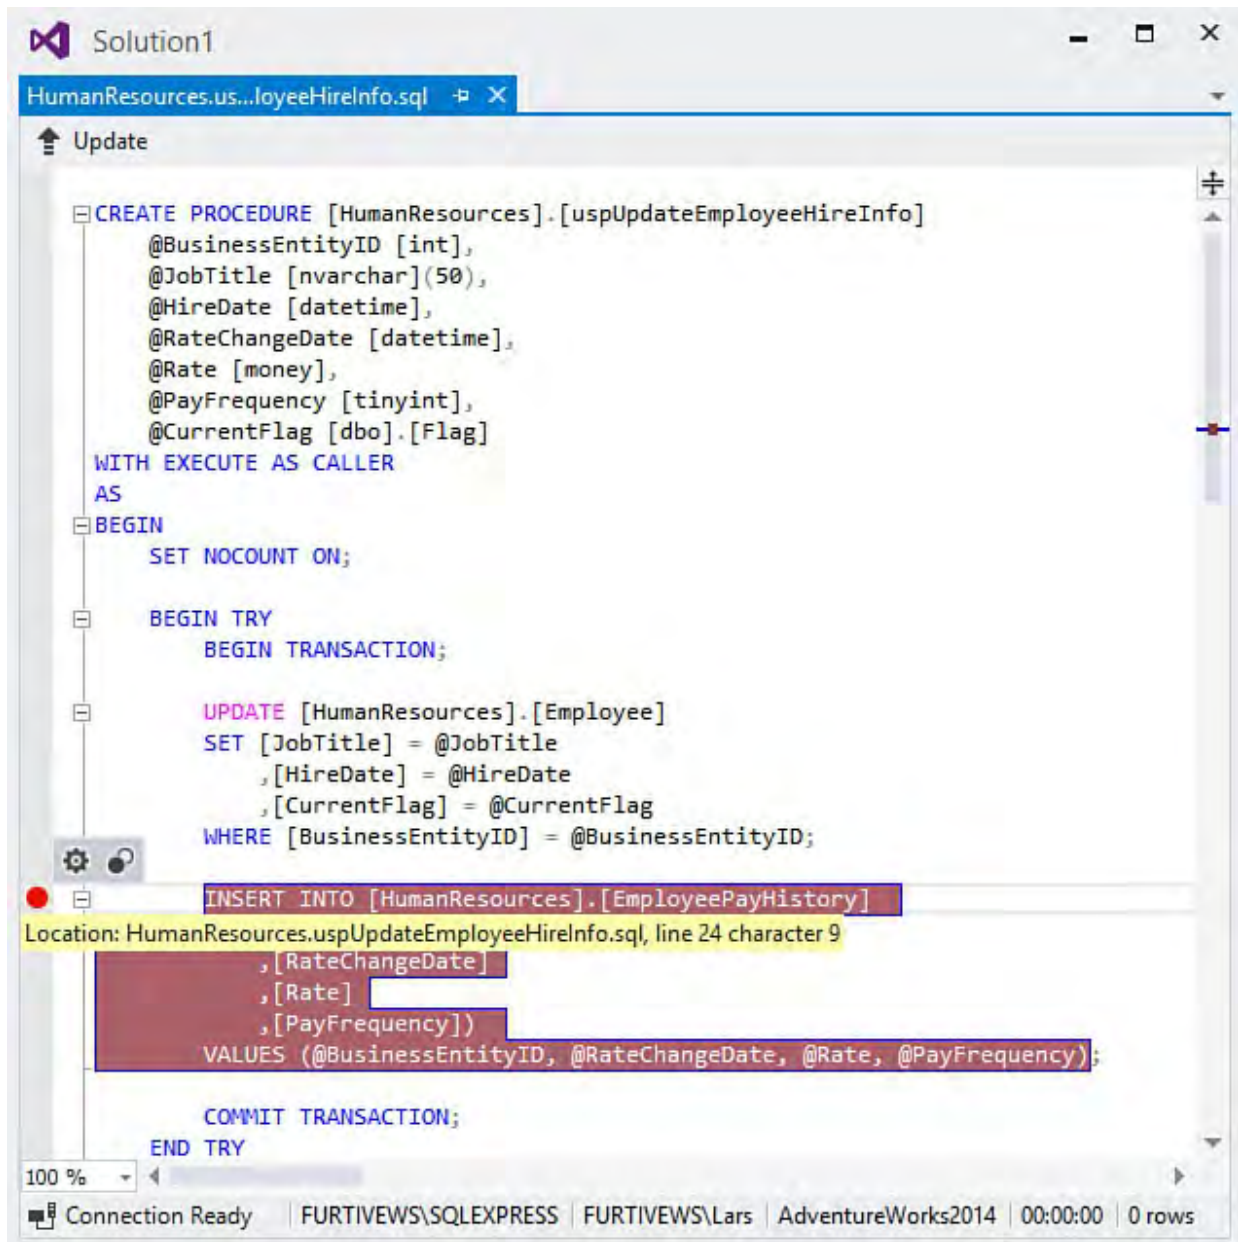 Solution1
HumanResources.us...loyeeHireInfo.sql
Update
CREATE PROCEDURE [HumanResources].[uspUpdateEmployeeHireInfo]
@BusinessEntityID [int],
@JobTitle [nvarchar](50),
@HireDate [datetime],
@RateChangeDate [datetime],
@Rate [money],
@PayFrequency [tinyint],
@CurrentFlag [dbo].[Flag]
WITH EXECUTE AS CALLER
AS
BEGIN
SET NOCOUNT ON;
BEGIN TRY
BEGIN TRANSACTION;
UPDATE [HumanResources].[Employee]
SET [JobTitle] = @JobTitle
,[HireDate] = @HireDate
,[CurrentFlag] = @CurrentFlag
WHERE [BusinessEntityID] = @BusinessEntityID;
INSERT INTO [HumanResources].[EmployeePayHistory]
Location: HumanResources.uspUpdateEmployeeHireInfo.sql, line 24 character 9
,[RateChangeDate]
,[Rate]
,[PayFrequency])
VALUES (@BusinessEntityID, @RateChangeDate, @Rate, @PayFrequency);
COMMIT TRANSACTION;
END TRY
100 %
Connection Ready FURTIVEWS\SQLEXPRESS FURTIVEWS\Lars AdventureWorks2014 00:00:00 0 rows